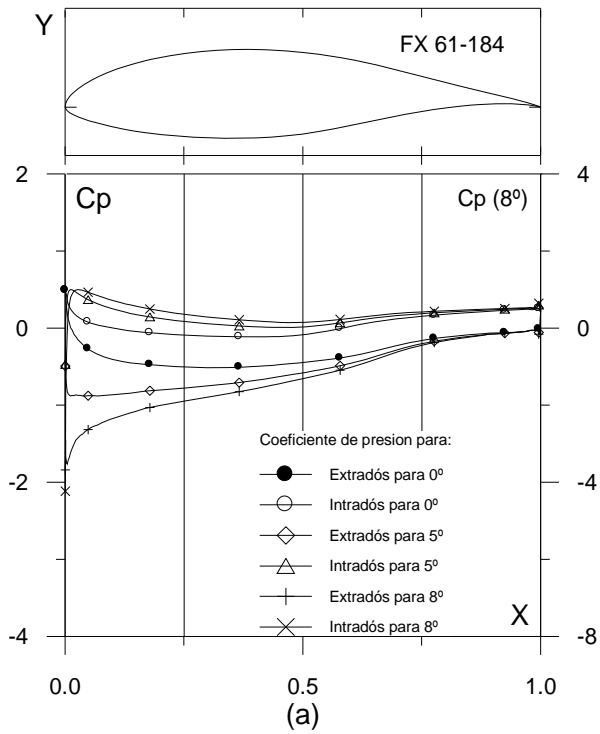 Y
FX 61-184
2
4
Cp
Cp (8º)
0
0
Coeficiente de presion para:
Extradós para 0º
-2
Intradós para 0º
-4
Extradós para 5º
Intradós para 5º
Extradós para 8º
Intradós para 8º
X
-4
-8
0.0
0.5
1.0
(a)